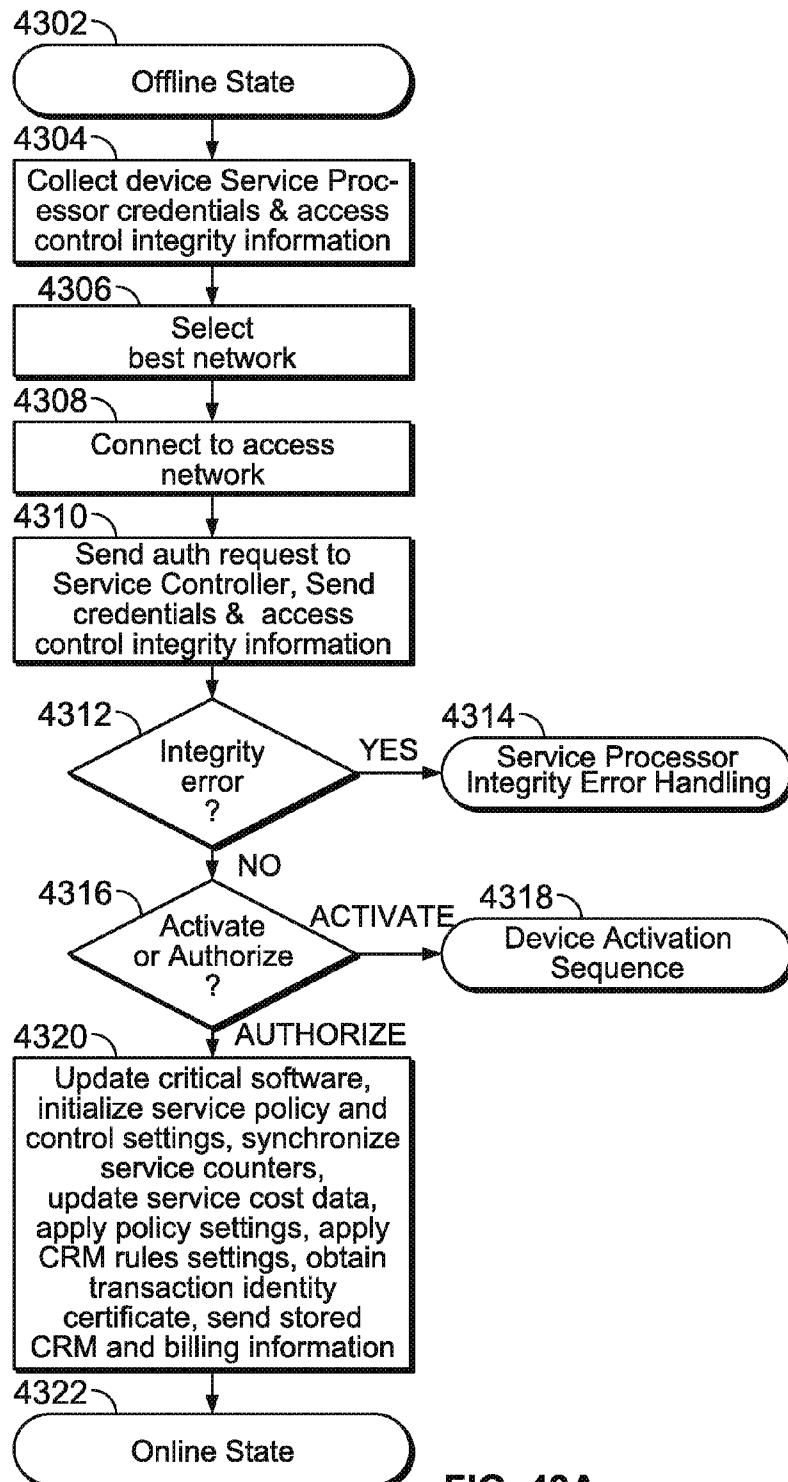 4302
Offline State
4304
Collect device Service Proc-
essor credentials & access
control integrity information
4306
Select
best network
4308
Connect to access
network
4310
Send auth request to
Service Controller, Send
credentials & access
control integrity information
4312
Integrity
error
?
YES
4314
Service Processor
Integrity Error Handling
NO
4316
Activate
or Authorize
?
ACTIVATE
4318
Device Activation
Sequence
AUTHORIZE
4320
Update critical software,
initialize service policy and
control settings, synchronize
service counters,
update service cost data,
apply policy settings, apply
CRM rules settings, obtain
transaction identity
certificate, send stored
CRM and billing information
4322
Online State